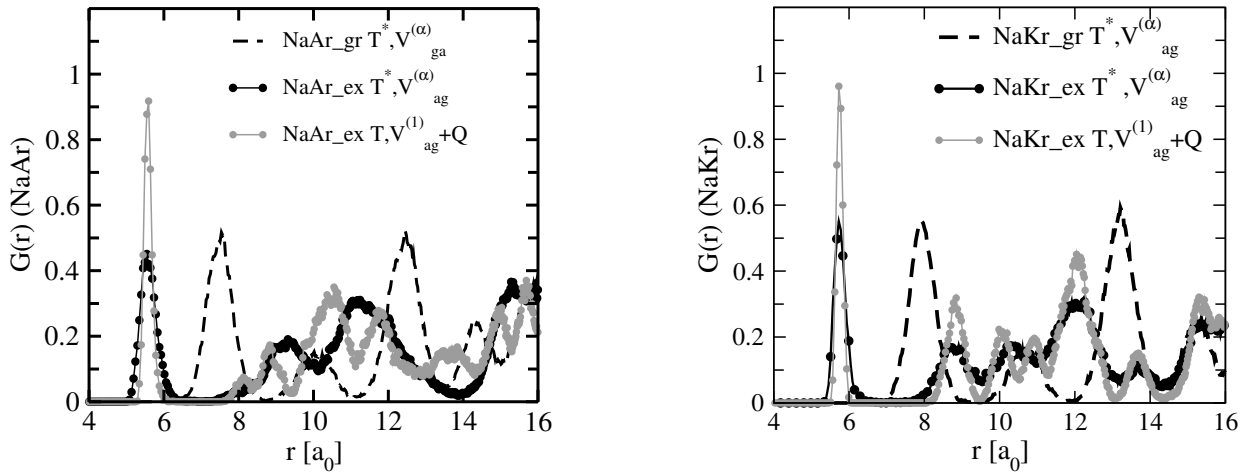 NaAr_gr T*,V(α)ga
NaAr_ex T*,V(α)ag
NaAr_ex T,V(1)ag+Q
G(r) (NaAr)
1
0.8
0.6
0.4
0.2
0
4 6 8 10 12 14 16
r [a0]
NaKr_gr T*,V(α)ag
NaKr_ex T*,V(α)ag
NaKr_ex T,V(1)ag+Q
G(r) (NaKr)
1
0.8
0.6
0.4
0.2
0
4 6 8 10 12 14 16
r [a0]